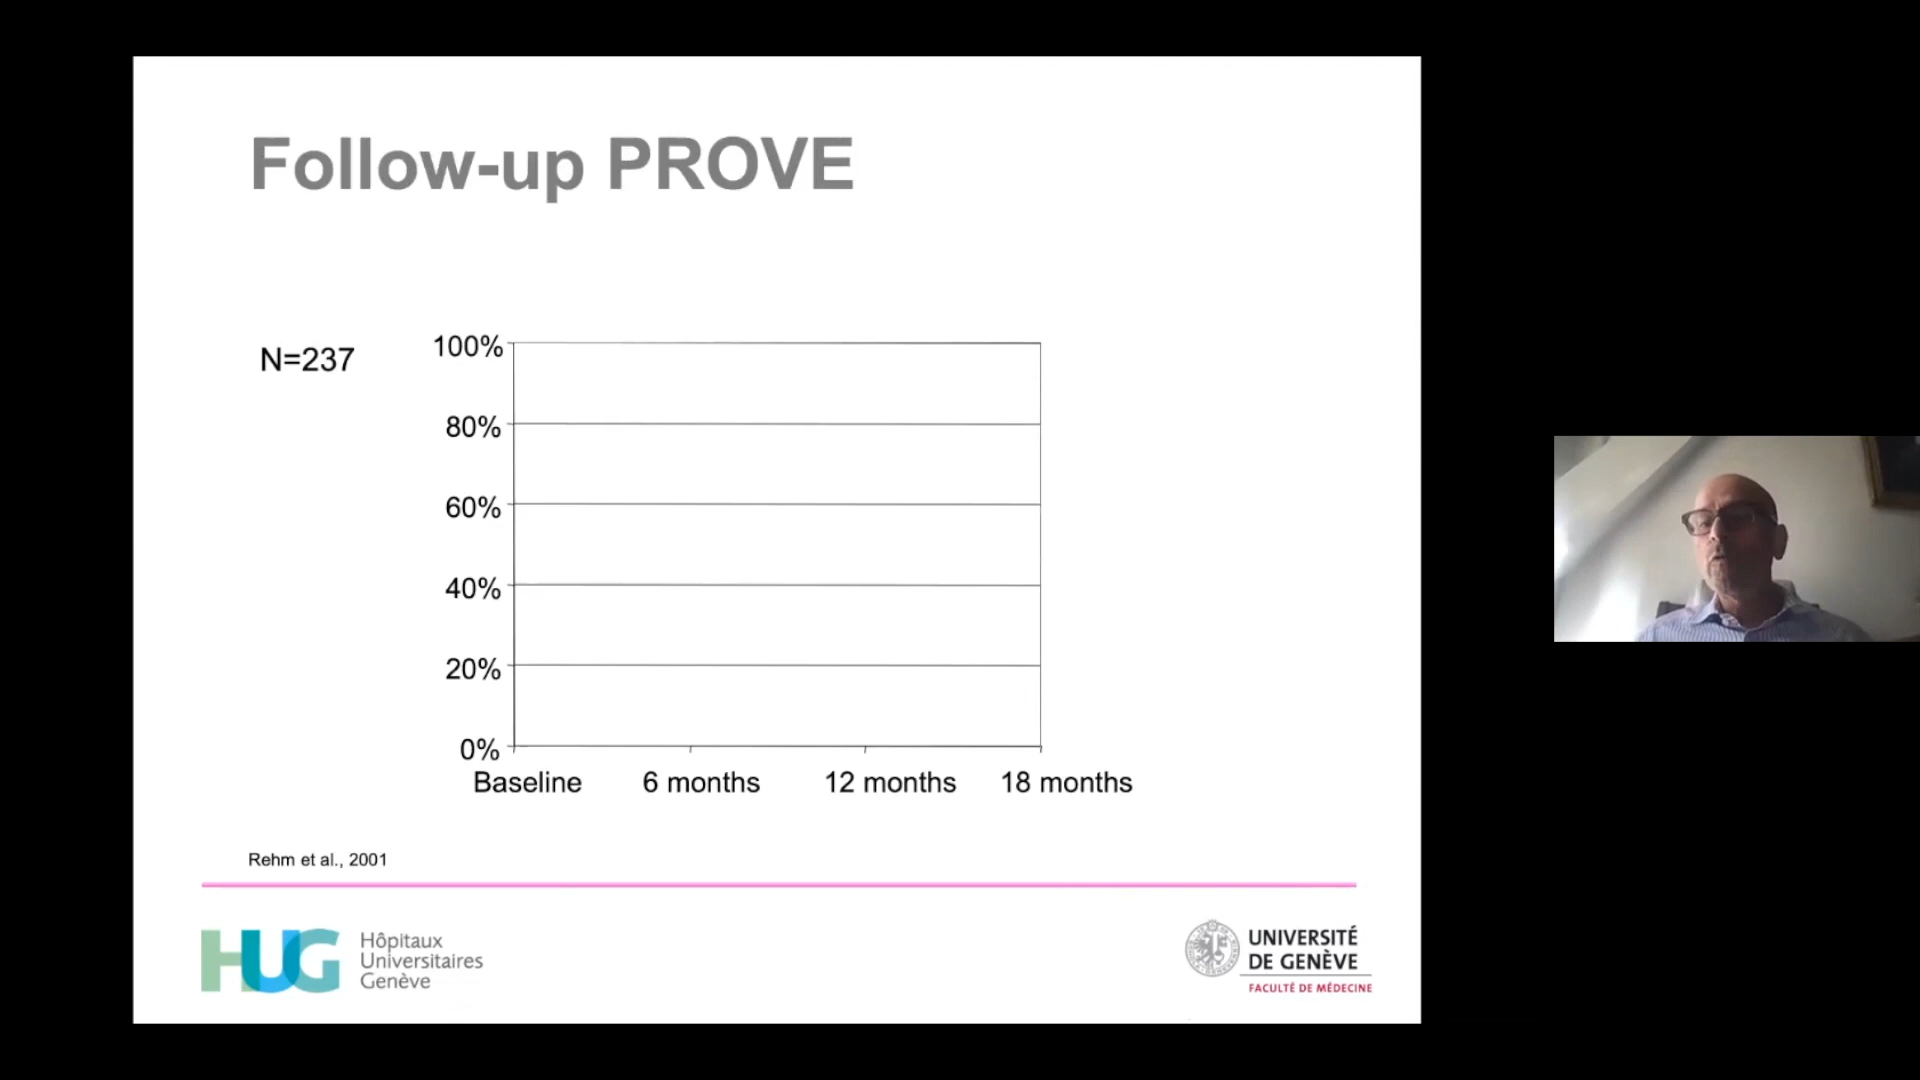 Follow-up PROVE
N=237
100%
80%
60%
40%
20%
0%
Baseline
6 months
12 months
18 months
Rehm et al., 2001
HUG
Hôpitaux
Universitaires
Genève
UNIVERSITÉ
DE GENÈVE
FACULTÉ DE MÉDECINE